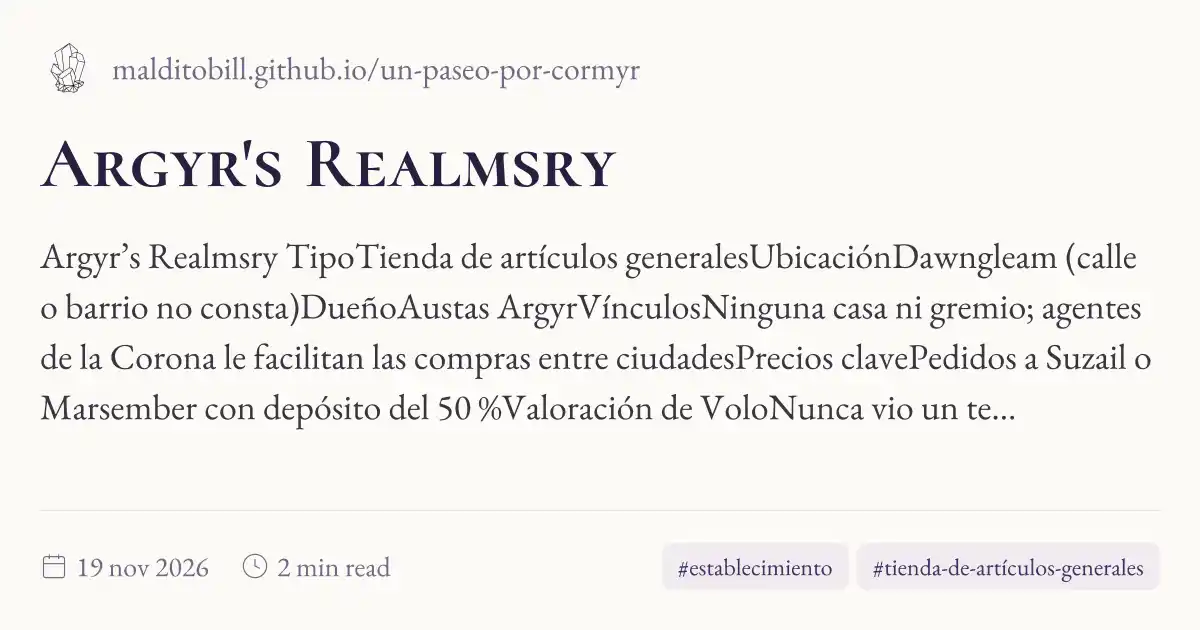 malditobill.github.io/un-paseo-por-cormyr
Argyr's Realmsry
Argyr’s Realmsry TipoTienda de artículos generalesUbicaciónDawngleam (calle
o barrio no consta)DueñoAustas ArgyrVínculosNinguna casa ni gremio; agentes
de la Corona le facilitan las compras entre ciudadesPrecios clavePedidos a Suzail o
Marsember con depósito del 50 %Valoración de VoloNunca vio un te...
19 nov 2026
2 min read
#establecimiento
#tienda-de-artículos-generales